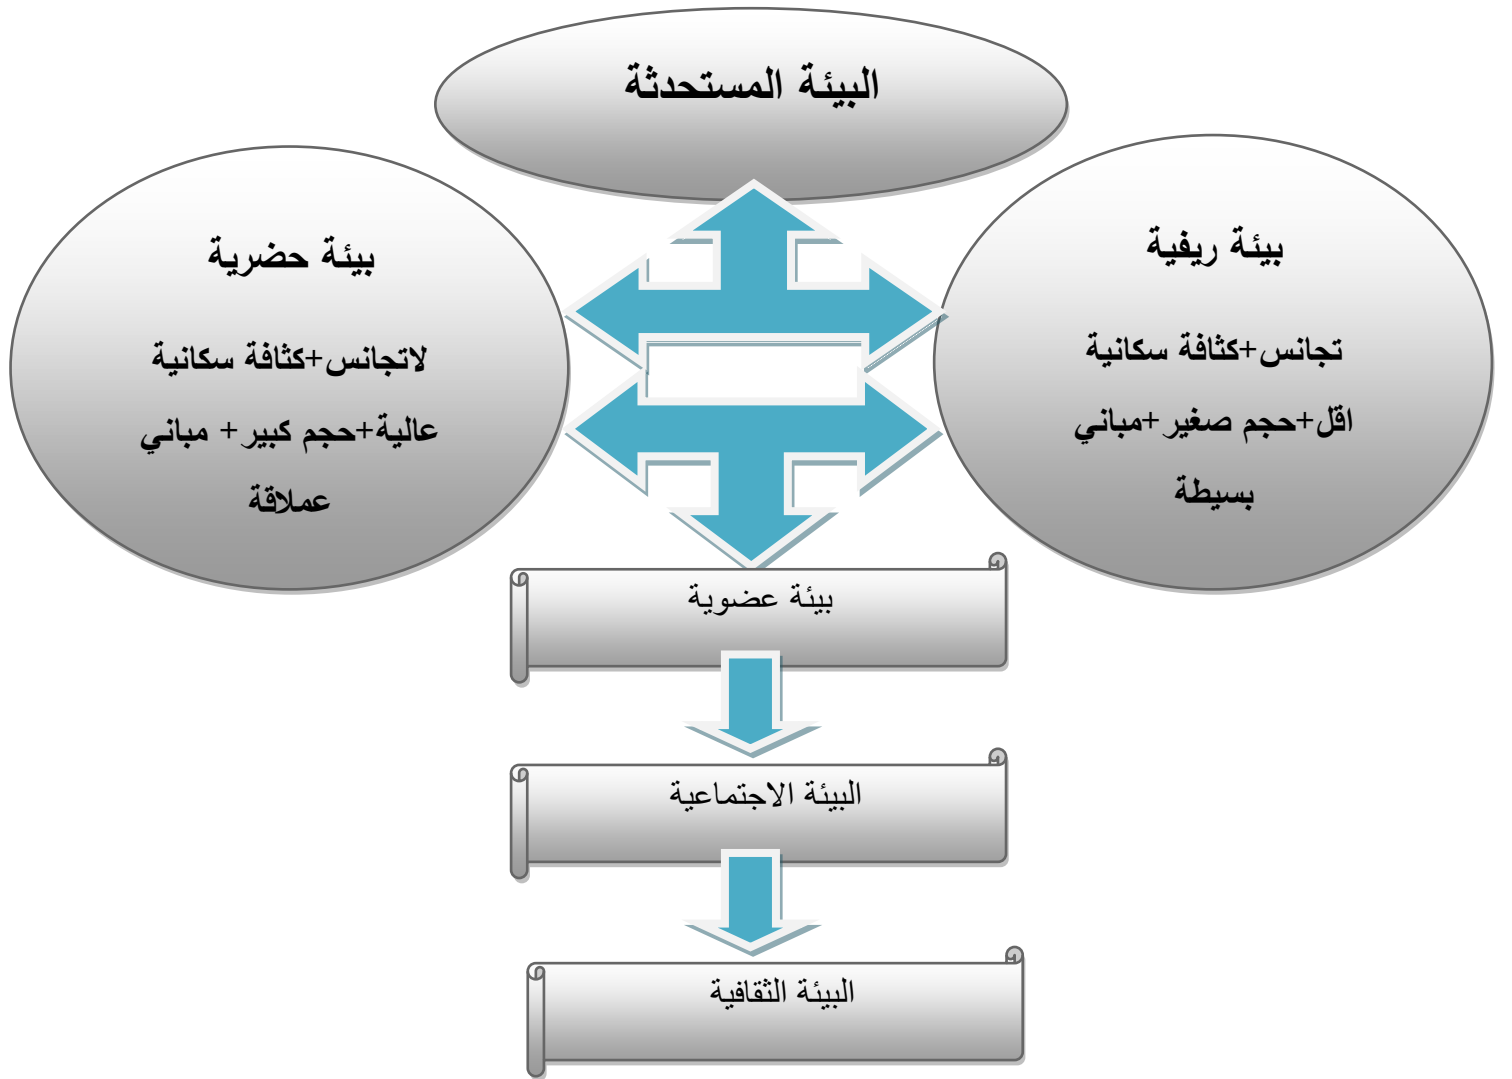 البيئة المستحدثة
بيئة ريفية
تجانس+كثافة سكانية
اقل+حجم صغير+مباني
بسيطة
بيئة حضرية
لاتجانس+كثافة سكانية
عالية+حجم كبير+ مباني
عملاقة
بيئة عضوية
البيئة الاجتماعية
البيئة الثقافية